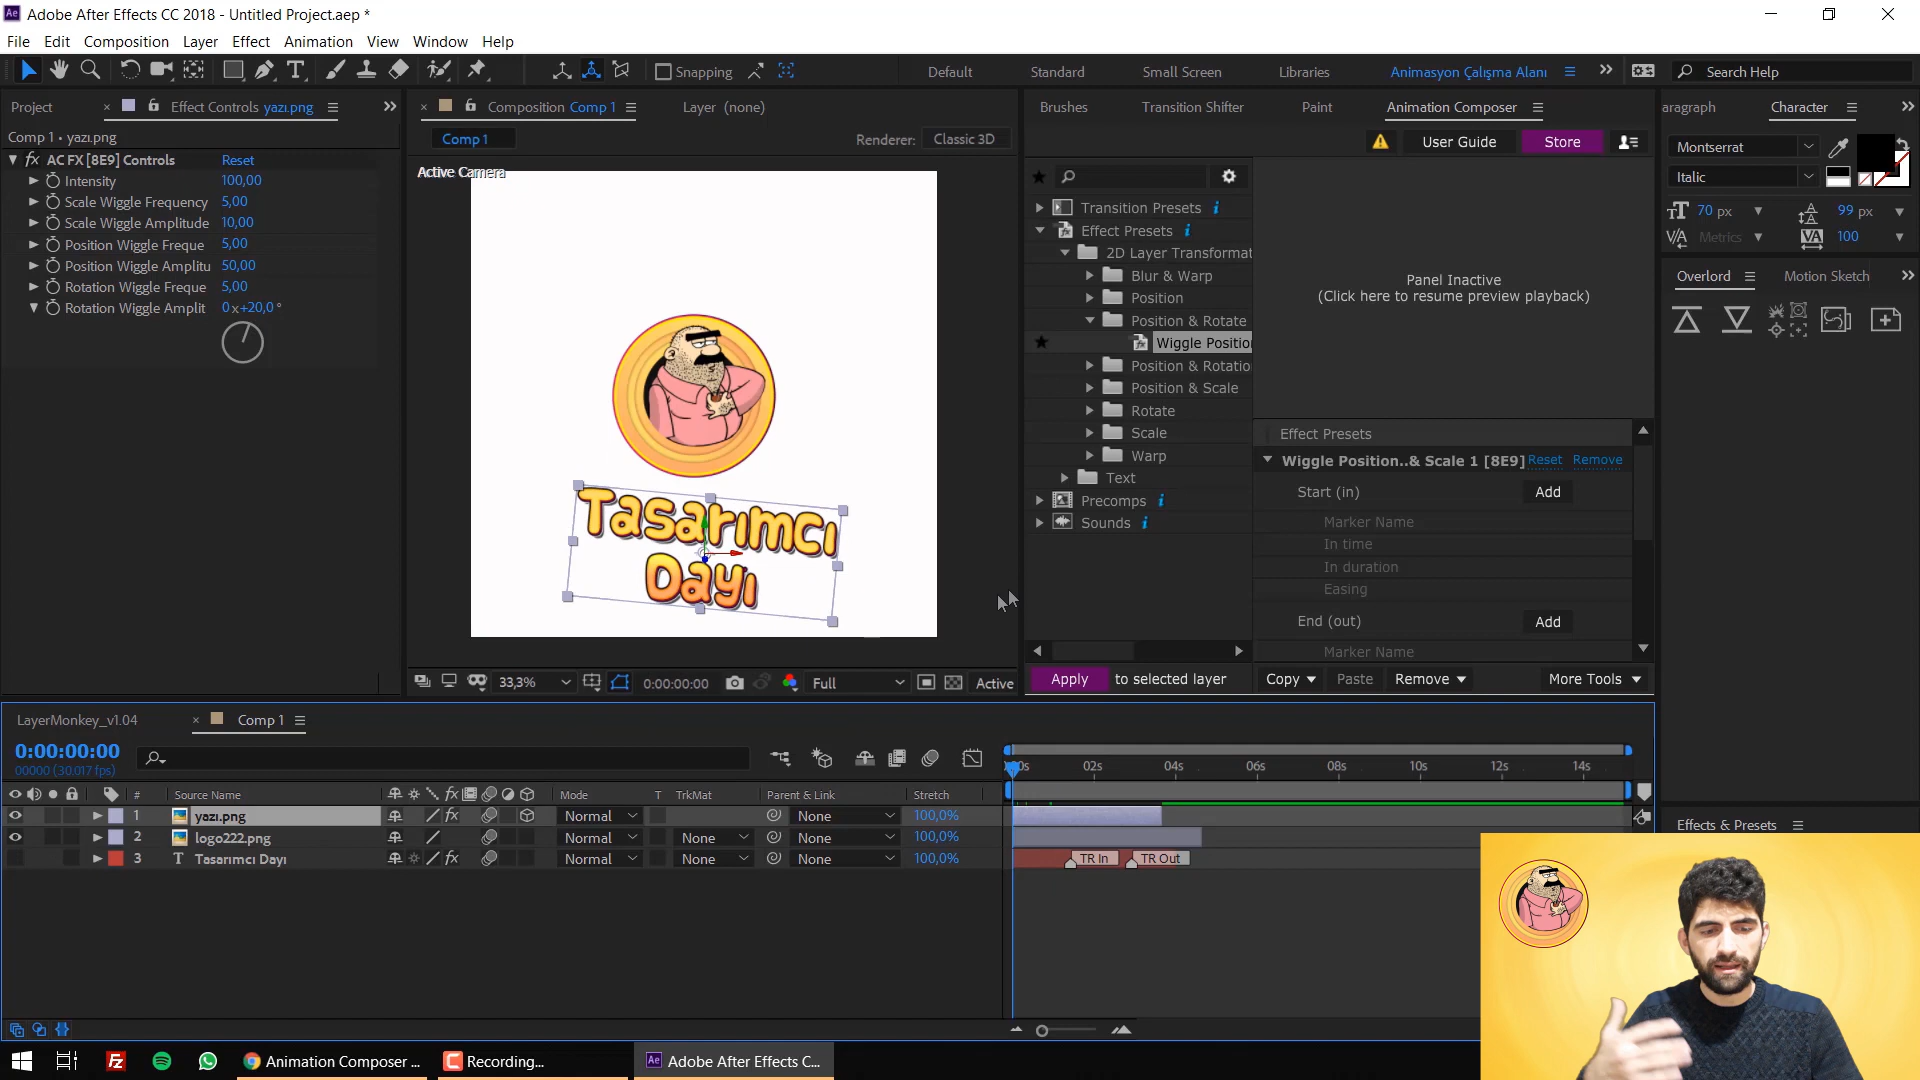 Adobe After Effects CC 2018 - Untitled Project.aep *
File Edit Composition Layer Effect Animation View Window Help
Snapping
Default Standard Small Screen Libraries Animasyon Çalışma Alanı
Search Help
Project
Effect Controls yazı.png
Comp 1 • yazı.png
AC FX [8E9] Controls Reset
Intensity 100,00
Scale Wiggle Frequency 5,00
Scale Wiggle Amplitude 10,00
Position Wiggle Freque 5,00
Position Wiggle Amplitu 50,00
Rotation Wiggle Freque 5,00
Rotation Wiggle Amplit 0x+20,0°
Composition Comp 1
Layer (none)
Comp 1
Renderer: Classic 3D
Active Camera
Tasarımcı
Dayı
33,3%
0:00:00:00
Full
Active
Brushes Transition Shifter Paint Animation Composer
User Guide Store
Transition Presets
Effect Presets
2D Layer Transformat
Blur & Warp
Position
Position & Rotate
Wiggle Positio
Position & Rotatio
Position & Scale
Rotate
Scale
Warp
Text
Precomps
Sounds
Panel Inactive
(Click here to resume preview playback)
Effect Presets
Wiggle Position..& Scale 1 [8E9] Reset Remove
Start (in) Add
Marker Name
In time
In duration
Easing
End (out) Add
Marker Name
Apply to selected layer
Copy Paste Remove More Tools
aragraph Character
Montserrat
Italic
70 px 99 px
Metrics 100
Overlord Motion Sketch
Effects & Presets
LayerMonkey_v1.04
Comp 1
0:00:00:00
00000 (30.017 fps)
# Source Name Mode T TrkMat Parent & Link Stretch
1 yazı.png Normal None 100,0%
2 logo222.png Normal None None 100,0%
3 T Tasarımcı Dayı Normal None None 100,0%
0s 02s 04s 06s 08s 10s 12s 14s
TR In TR Out
Animation Composer ...
Recording...
Adobe After Effects C...